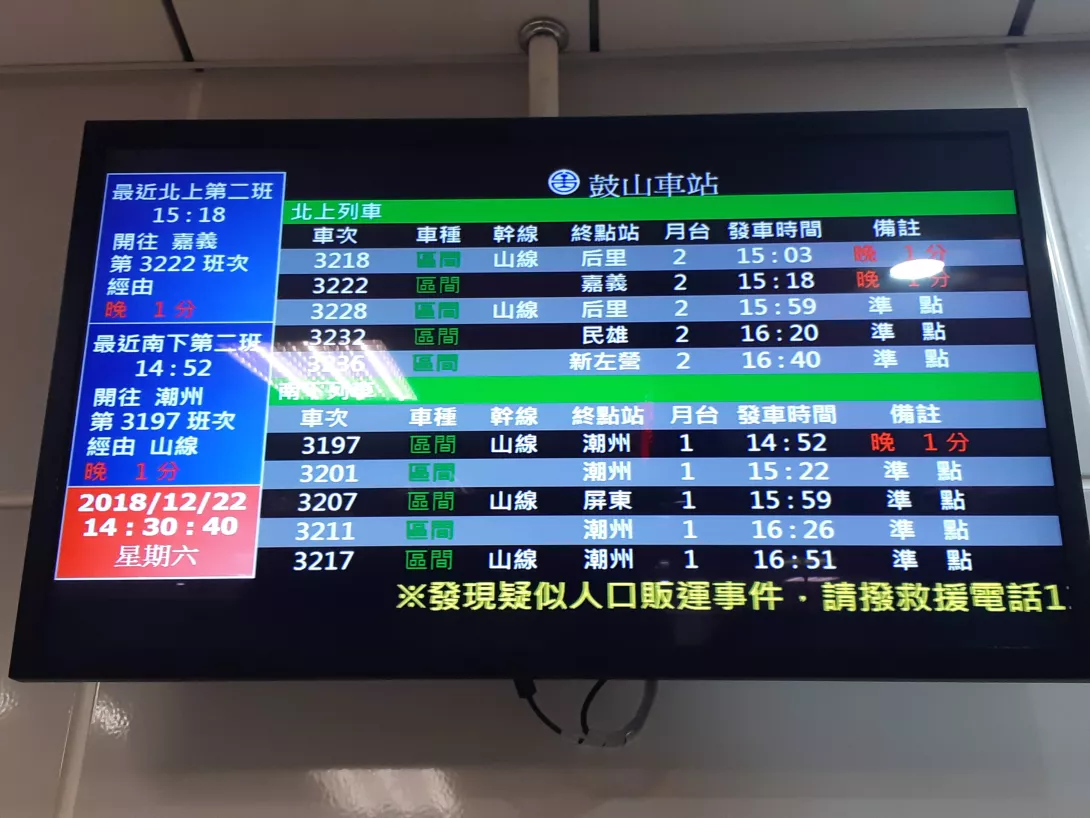 鼓山車站
最近北上第二班
15:18
開往 嘉義
第 3222 班次
經由
晚 1 分
最近南下第二班
14:52
開往 潮州
第 3197 班次
經由 山線
晚 1 分
2018/12/22
14:30:40
星期六
北上列車
車次 車種 幹線 終點站 月台 發車時間 備註
3218 區間 山線 后里 2 15:03 晚 1 分
3222 區間 嘉義 2 15:18 晚 1 分
3228 區間 山線 后里 2 15:59 準 點
3232 區間 民雄 2 16:20 準 點
3236 區間 新左營 2 16:40 準 點
南下列車
車次 車種 幹線 終點站 月台 發車時間 備註
3197 區間 山線 潮州 1 14:52 晚 1 分
3201 區間 潮州 1 15:22 準 點
3207 區間 山線 屏東 1 15:59 準 點
3211 區間 潮州 1 16:26 準 點
3217 區間 山線 潮州 1 16:51 準 點
※發現疑似人口販運事件,請撥救援電話1